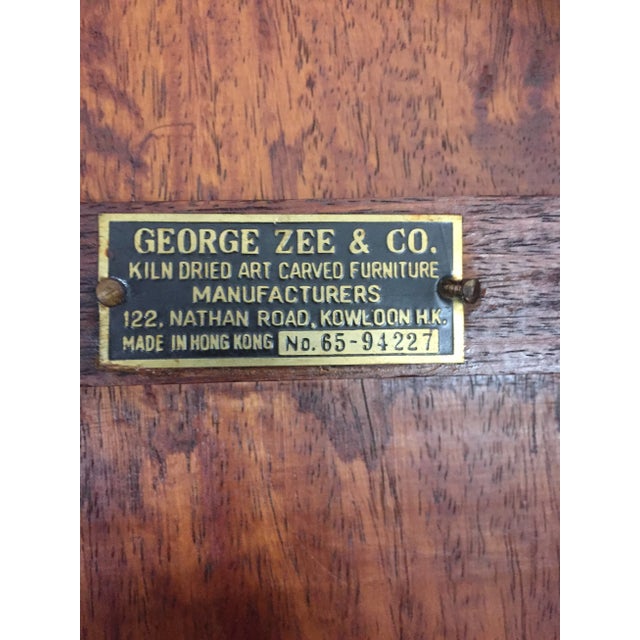 GEORGE ZEE & CO.
KILN DRIED ART CARVED FURNITURE
MANUFACTURERS
122, NATHAN ROAD, KOWLOON H.K.
MADE IN HONG KONG No. 65-94227